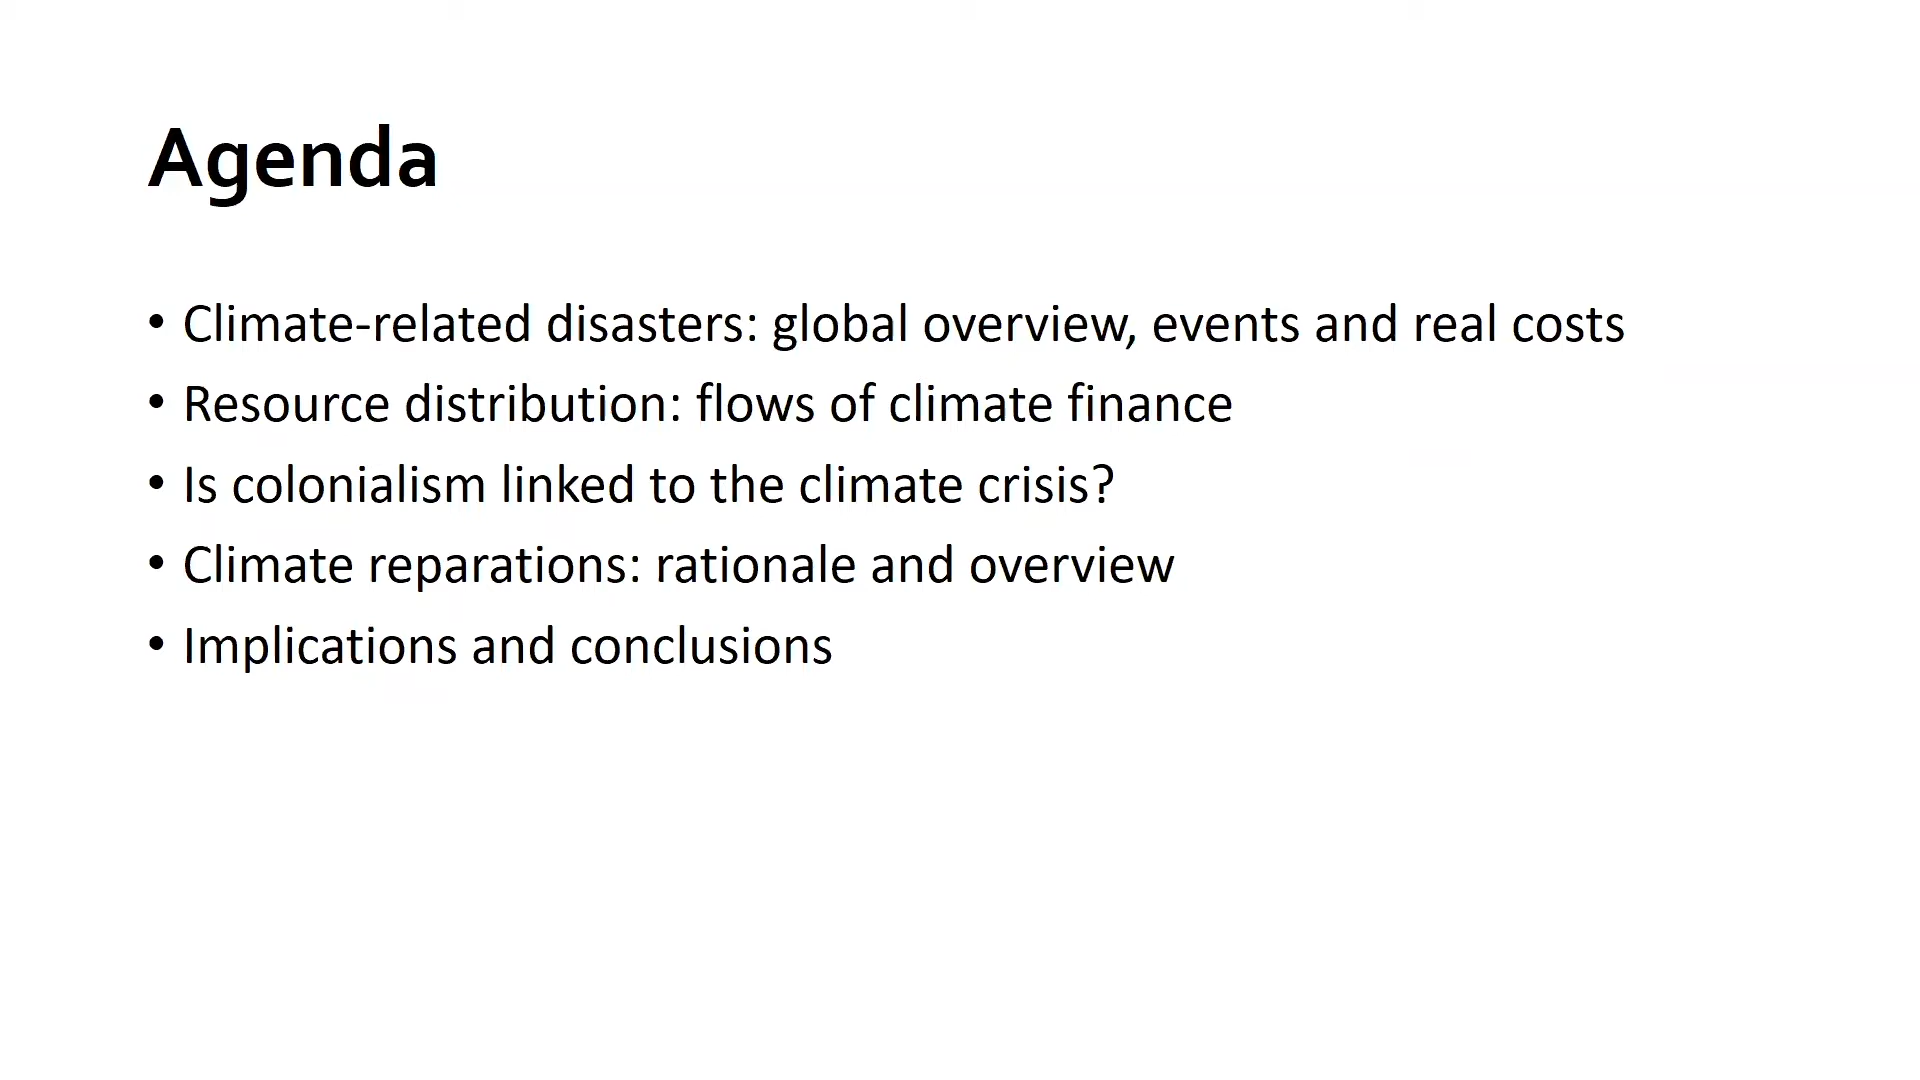 Agenda
• Climate-related disasters: global overview, events and real costs
• Resource distribution: flows of climate finance
• Is colonialism linked to the climate crisis?
• Climate reparations: rationale and overview
• Implications and conclusions